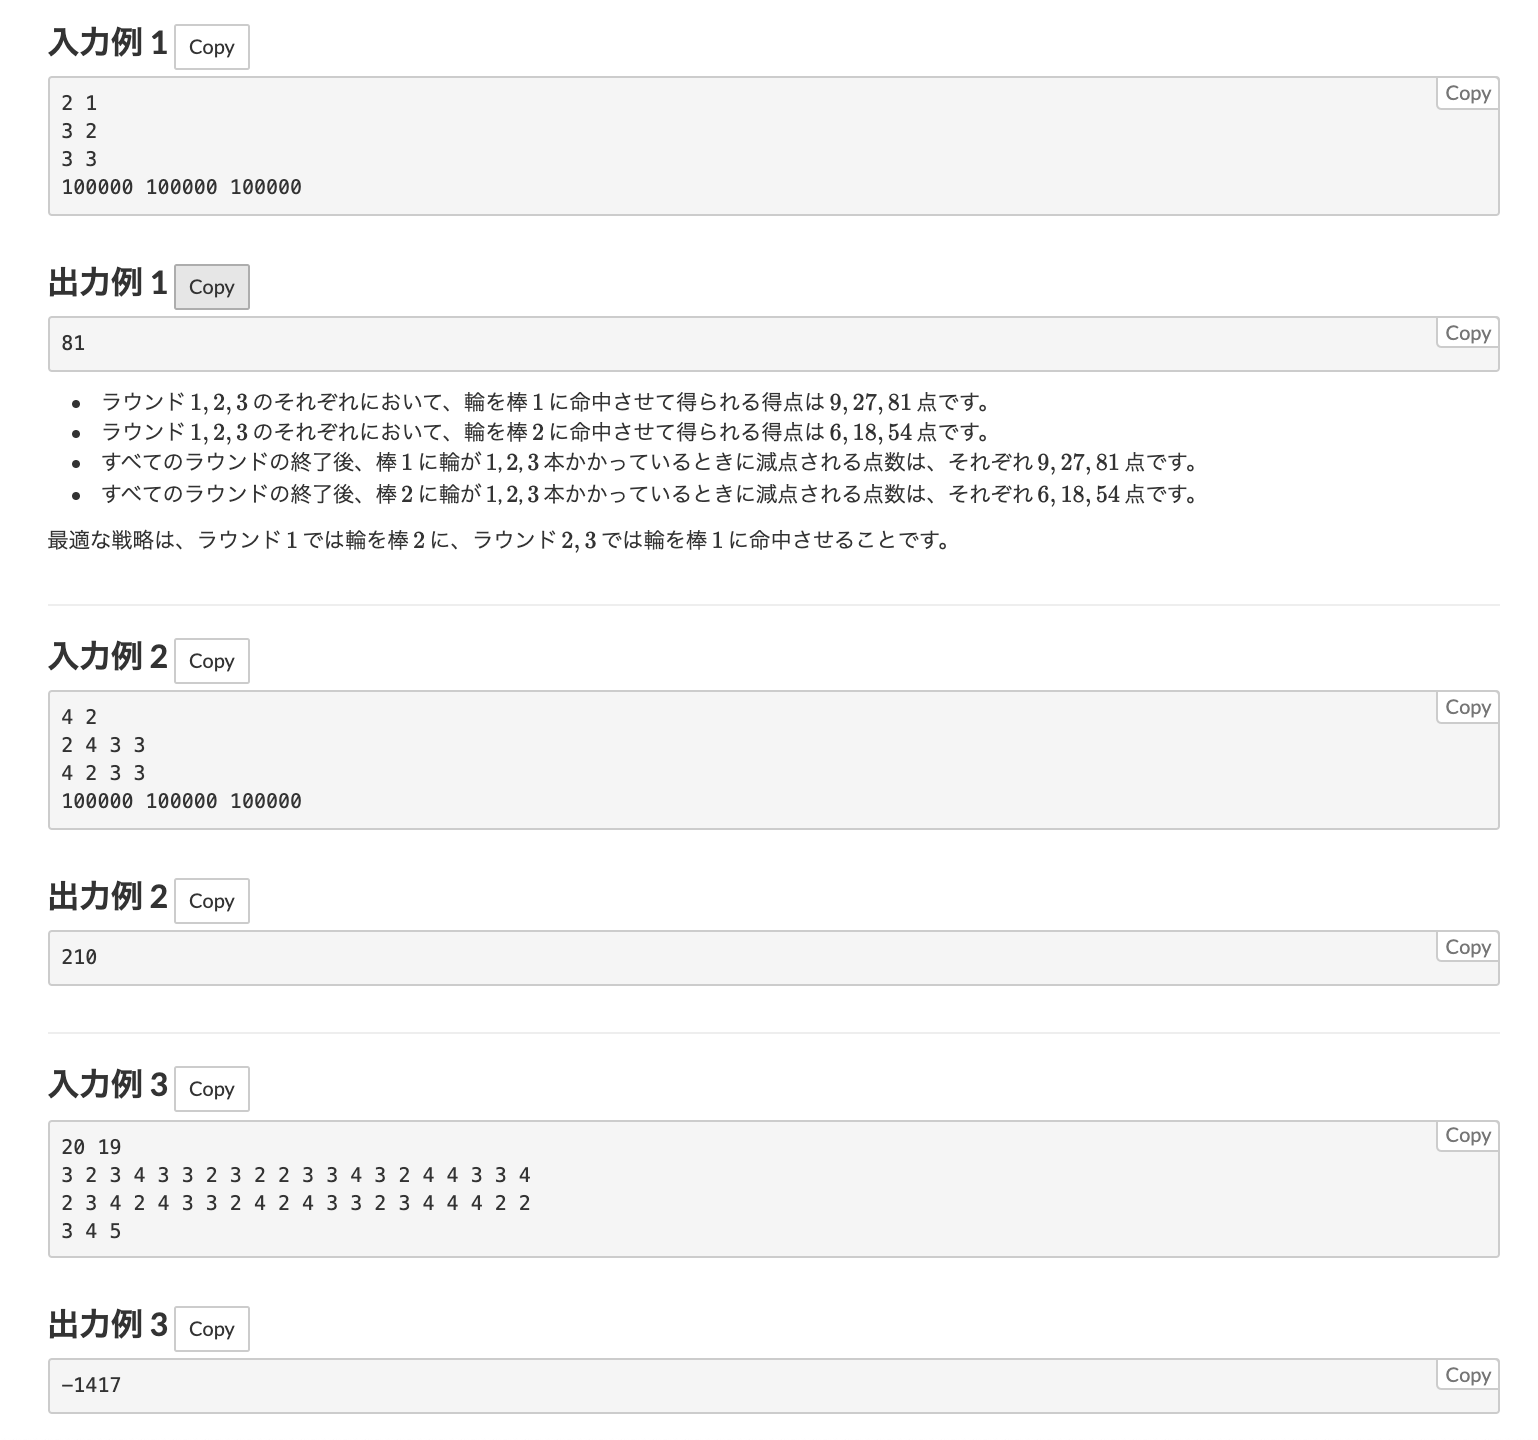 入力例 1 Copy
Copy
2 1
3 2
3 3
100000 100000 100000
出力例 1 Copy
Copy
81
ラウンド 1, 2, 3 のそれぞれにおいて、輪を棒 1 に命中させて得られる得点は 9, 27, 81 点です。
ラウンド 1, 2, 3 のそれぞれにおいて、輪を棒 2 に命中させて得られる得点は 6, 18, 54 点です。
すべてのラウンドの終了後、棒 1 に輪が 1, 2, 3 本かかっているときに減点される点数は、それぞれ 9, 27, 81 点です。
すべてのラウンドの終了後、棒 2 に輪が 1, 2, 3 本かかっているときに減点される点数は、それぞれ 6, 18, 54 点です。
最適な戦略は、ラウンド 1 では輪を棒 2 に、ラウンド 2, 3 では輪を棒 1 に命中させることです。
入力例 2 Copy
Copy
4 2
2 4 3 3
4 2 3 3
100000 100000 100000
出力例 2 Copy
Copy
210
入力例 3 Copy
Copy
20 19
3 2 3 4 3 3 2 3 2 2 3 3 4 3 2 4 4 3 3 4
2 3 4 2 4 3 3 2 4 2 4 3 3 2 3 4 4 4 2 2
3 4 5
出力例 3 Copy
Copy
-1417